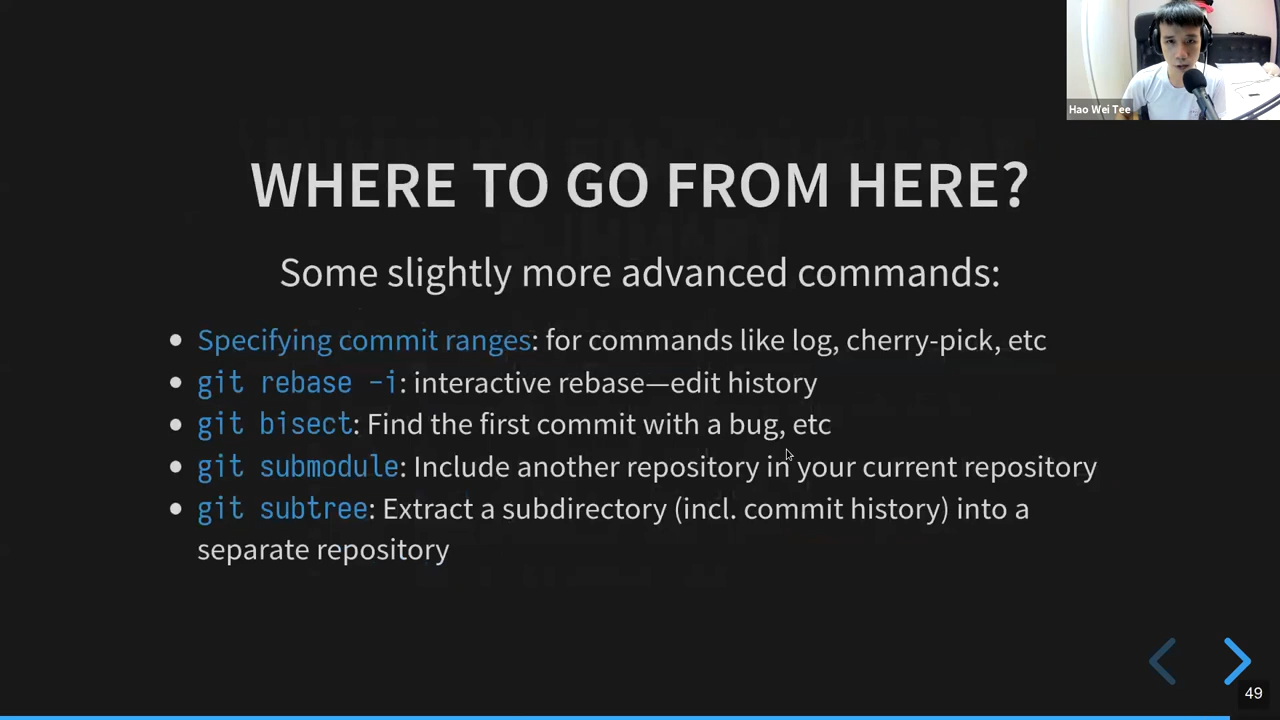 Hao Wei Tee
WHERE TO GO FROM HERE?
Some slightly more advanced commands:
• Specifying commit ranges: for commands like log, cherry-pick, etc
• git rebase -i: interactive rebase—edit history
• git bisect: Find the first commit with a bug, etc
• git submodule: Include another repository in your current repository
• git subtree: Extract a subdirectory (incl. commit history) into a
separate repository
49